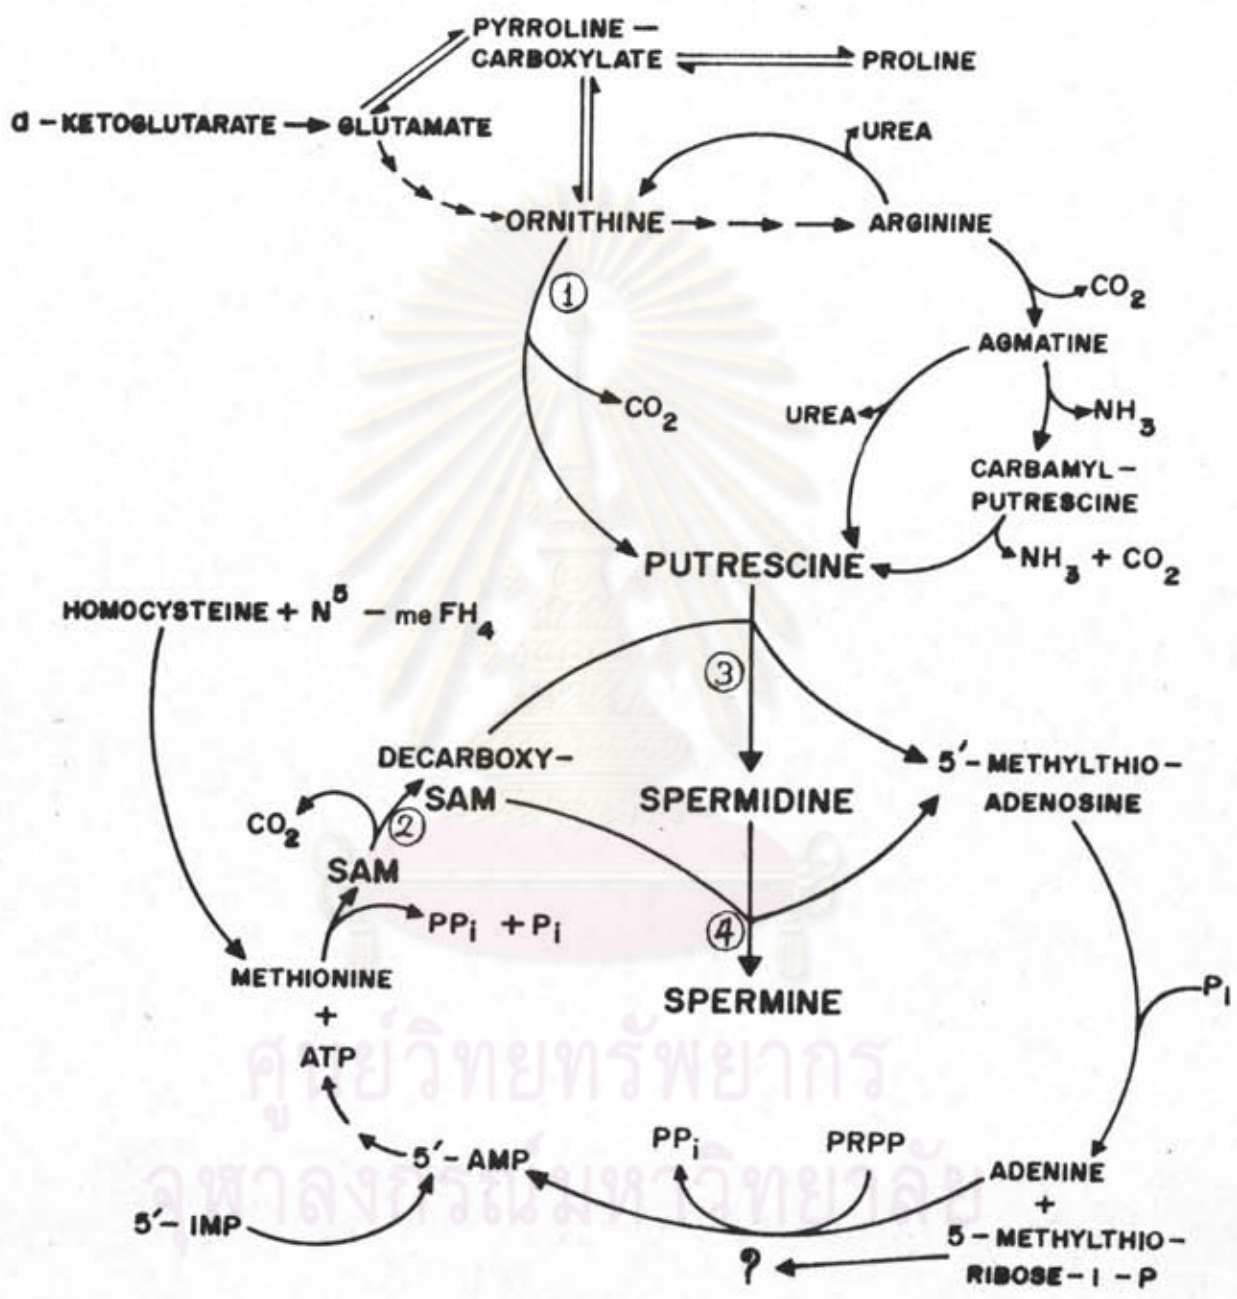 PYRROLINE –
CARBOXYLATE
PROLINE
α – KETOGLUTARATE
GLUTAMATE
UREA
ORNITHINE
ARGININE
①
CO₂
AGMATINE
CO₂
UREA
NH₃
CARBAMYL –
PUTRESCINE
PUTRESCINE
NH₃ + CO₂
HOMOCYSTEINE + N⁵ – me FH₄
③
DECARBOXY –
SAM
5′ – METHYLTHIO –
ADENOSINE
SPERMIDINE
CO₂
②
SAM
PPi + Pi
④
METHIONINE
+
ATP
SPERMINE
Pi
ศูนย์วิทยทรัพยากร
จุฬาลงกรณ์มหาวิทยาลัย
PPi
PRPP
5′ – AMP
ADENINE
+
5 – METHYLTHIO –
RIBOSE – 1 – P
5′ – IMP
?